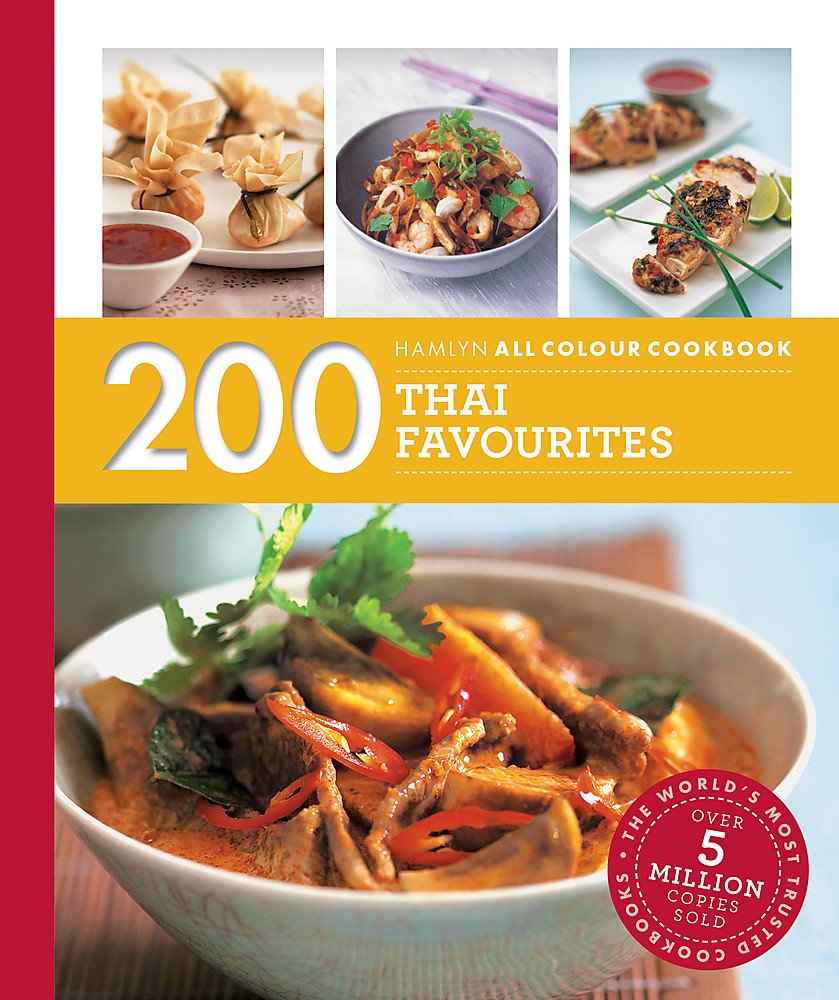 HAMLYN ALL COLOUR COOKBOOK
200
THAI
FAVOURITES
OVER
5
MILLION
COPIES
SOLD
THE WORLD'S MOST TRUSTED COOKBOOKS •